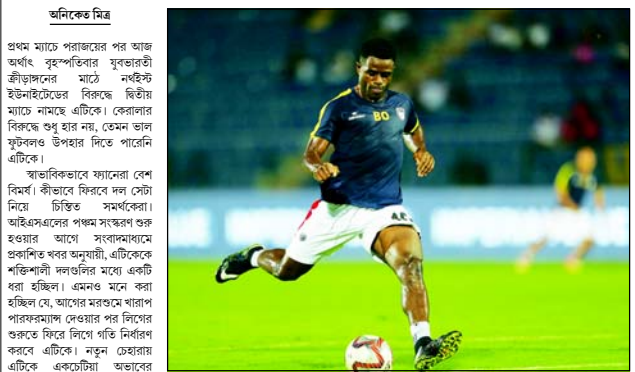 অনিকেত মিত্র
প্রথম ম্যাচে পরাজয়ের পর আজ
অর্থাৎ বৃহস্পতিবার যুবভারতী
ক্রীড়াঙ্গনের মাঠে নর্থইস্ট
ইউনাইটেডের বিরুদ্ধে দ্বিতীয়
ম্যাচে নামছে এটিকে। কেরালার
বিরুদ্ধে শুধু হার নয়, তেমন ভাল
ফুটবলও উপহার দিতে পারেনি
এটিকে।
স্বাভাবিকভাবে ফ্যানেরা বেশ
বিমর্ষ। কীভাবে ফিরবে দল সেটা
নিয়ে চিন্তিত সমর্থকেরা।
আইএসএলের পঞ্চম সংস্করণ শুরু
হওয়ার আগে সংবাদমাধ্যমে
প্রকাশিত খবর অনুযায়ী, এটিকেকে
শক্তিশালী দলগুলির মধ্যে একটি
ধরা হচ্ছিল। এমনও মনে করা
হচ্ছিল যে, আগের মরশুমে খারাপ
পারফরম্যান্স দেওয়ার পর লিগের
শুরুতে ফিরে লিগে গতি নির্ধারণ
করবে এটিকে। নতুন চেহারায়
এটিকে একচেটিয়া অভাবের
BO